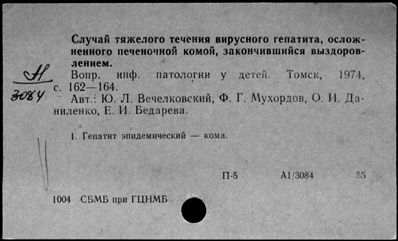 Случай тяжелого течения вирусного гепатита, ослож-
ненного печеночной комой, закончившийся выздоров-
лением.
Вопр. инф. патологии у детей. Томск, 1974,
с. 162—164.
Авт.: Ю. Л. Вечелковский, Ф. Г. Мухордов, О. И. Да-
ниленко, Е. И. Бедарева.
А1
3084
1. Гепатит эпидемический — кома.
П-5 А1/3084 55
1004 СБМБ при ГЦНМБ